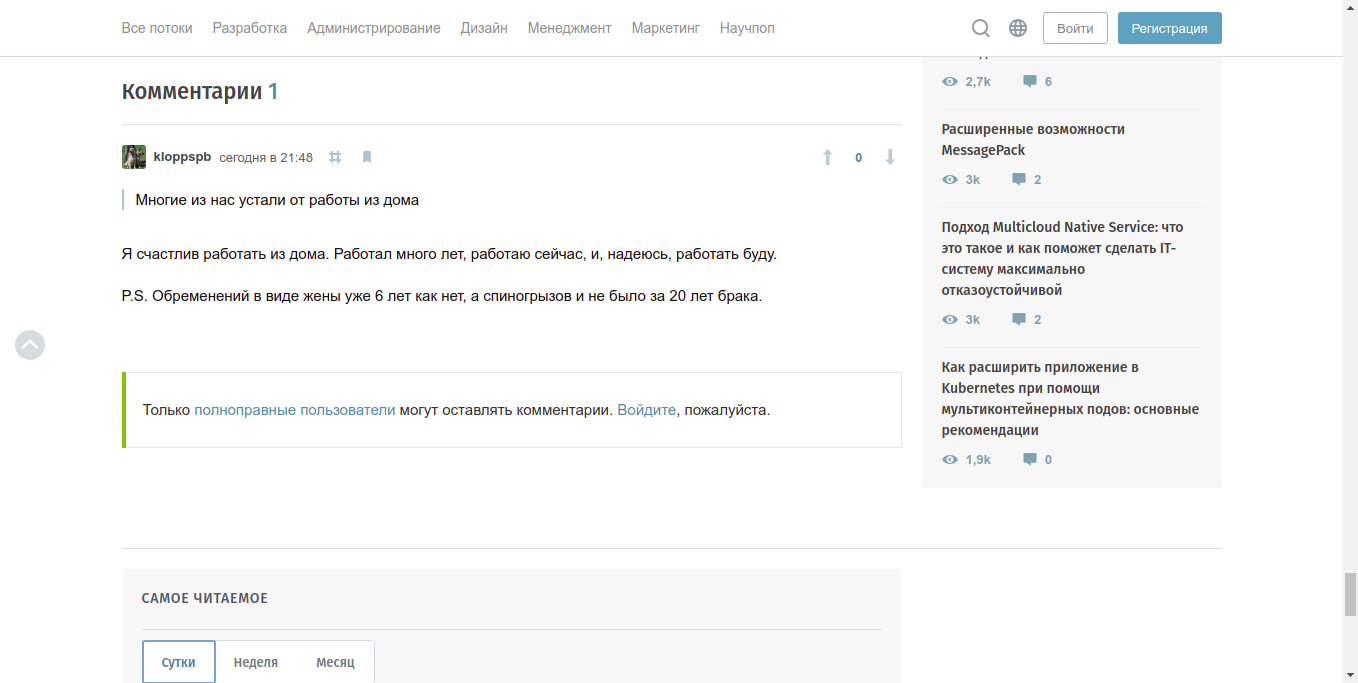 Все потоки Разработка Администрирование Дизайн Менеджмент Маркетинг Научпоп Войти Регистрация
Комментарии 1
kloppspb сегодня в 21:48 0
Многие из нас устали от работы из дома
Я счастлив работать из дома. Работал много лет, работаю сейчас, и, надеюсь, работать буду.
P.S. Обременений в виде жены уже 6 лет как нет, а спиногрызов и не было за 20 лет брака.
Только полноправные пользователи могут оставлять комментарии. Войдите, пожалуйста.
2,7k 6
Расширенные возможности
MessagePack
3k 2
Подход Multicloud Native Service: что
это такое и как поможет сделать IT-
систему максимально
отказоустойчивой
3k 2
Как расширить приложение в
Kubernetes при помощи
мультиконтейнерных подов: основные
рекомендации
1,9k 0
САМОЕ ЧИТАЕМОЕ
Сутки Неделя Месяц